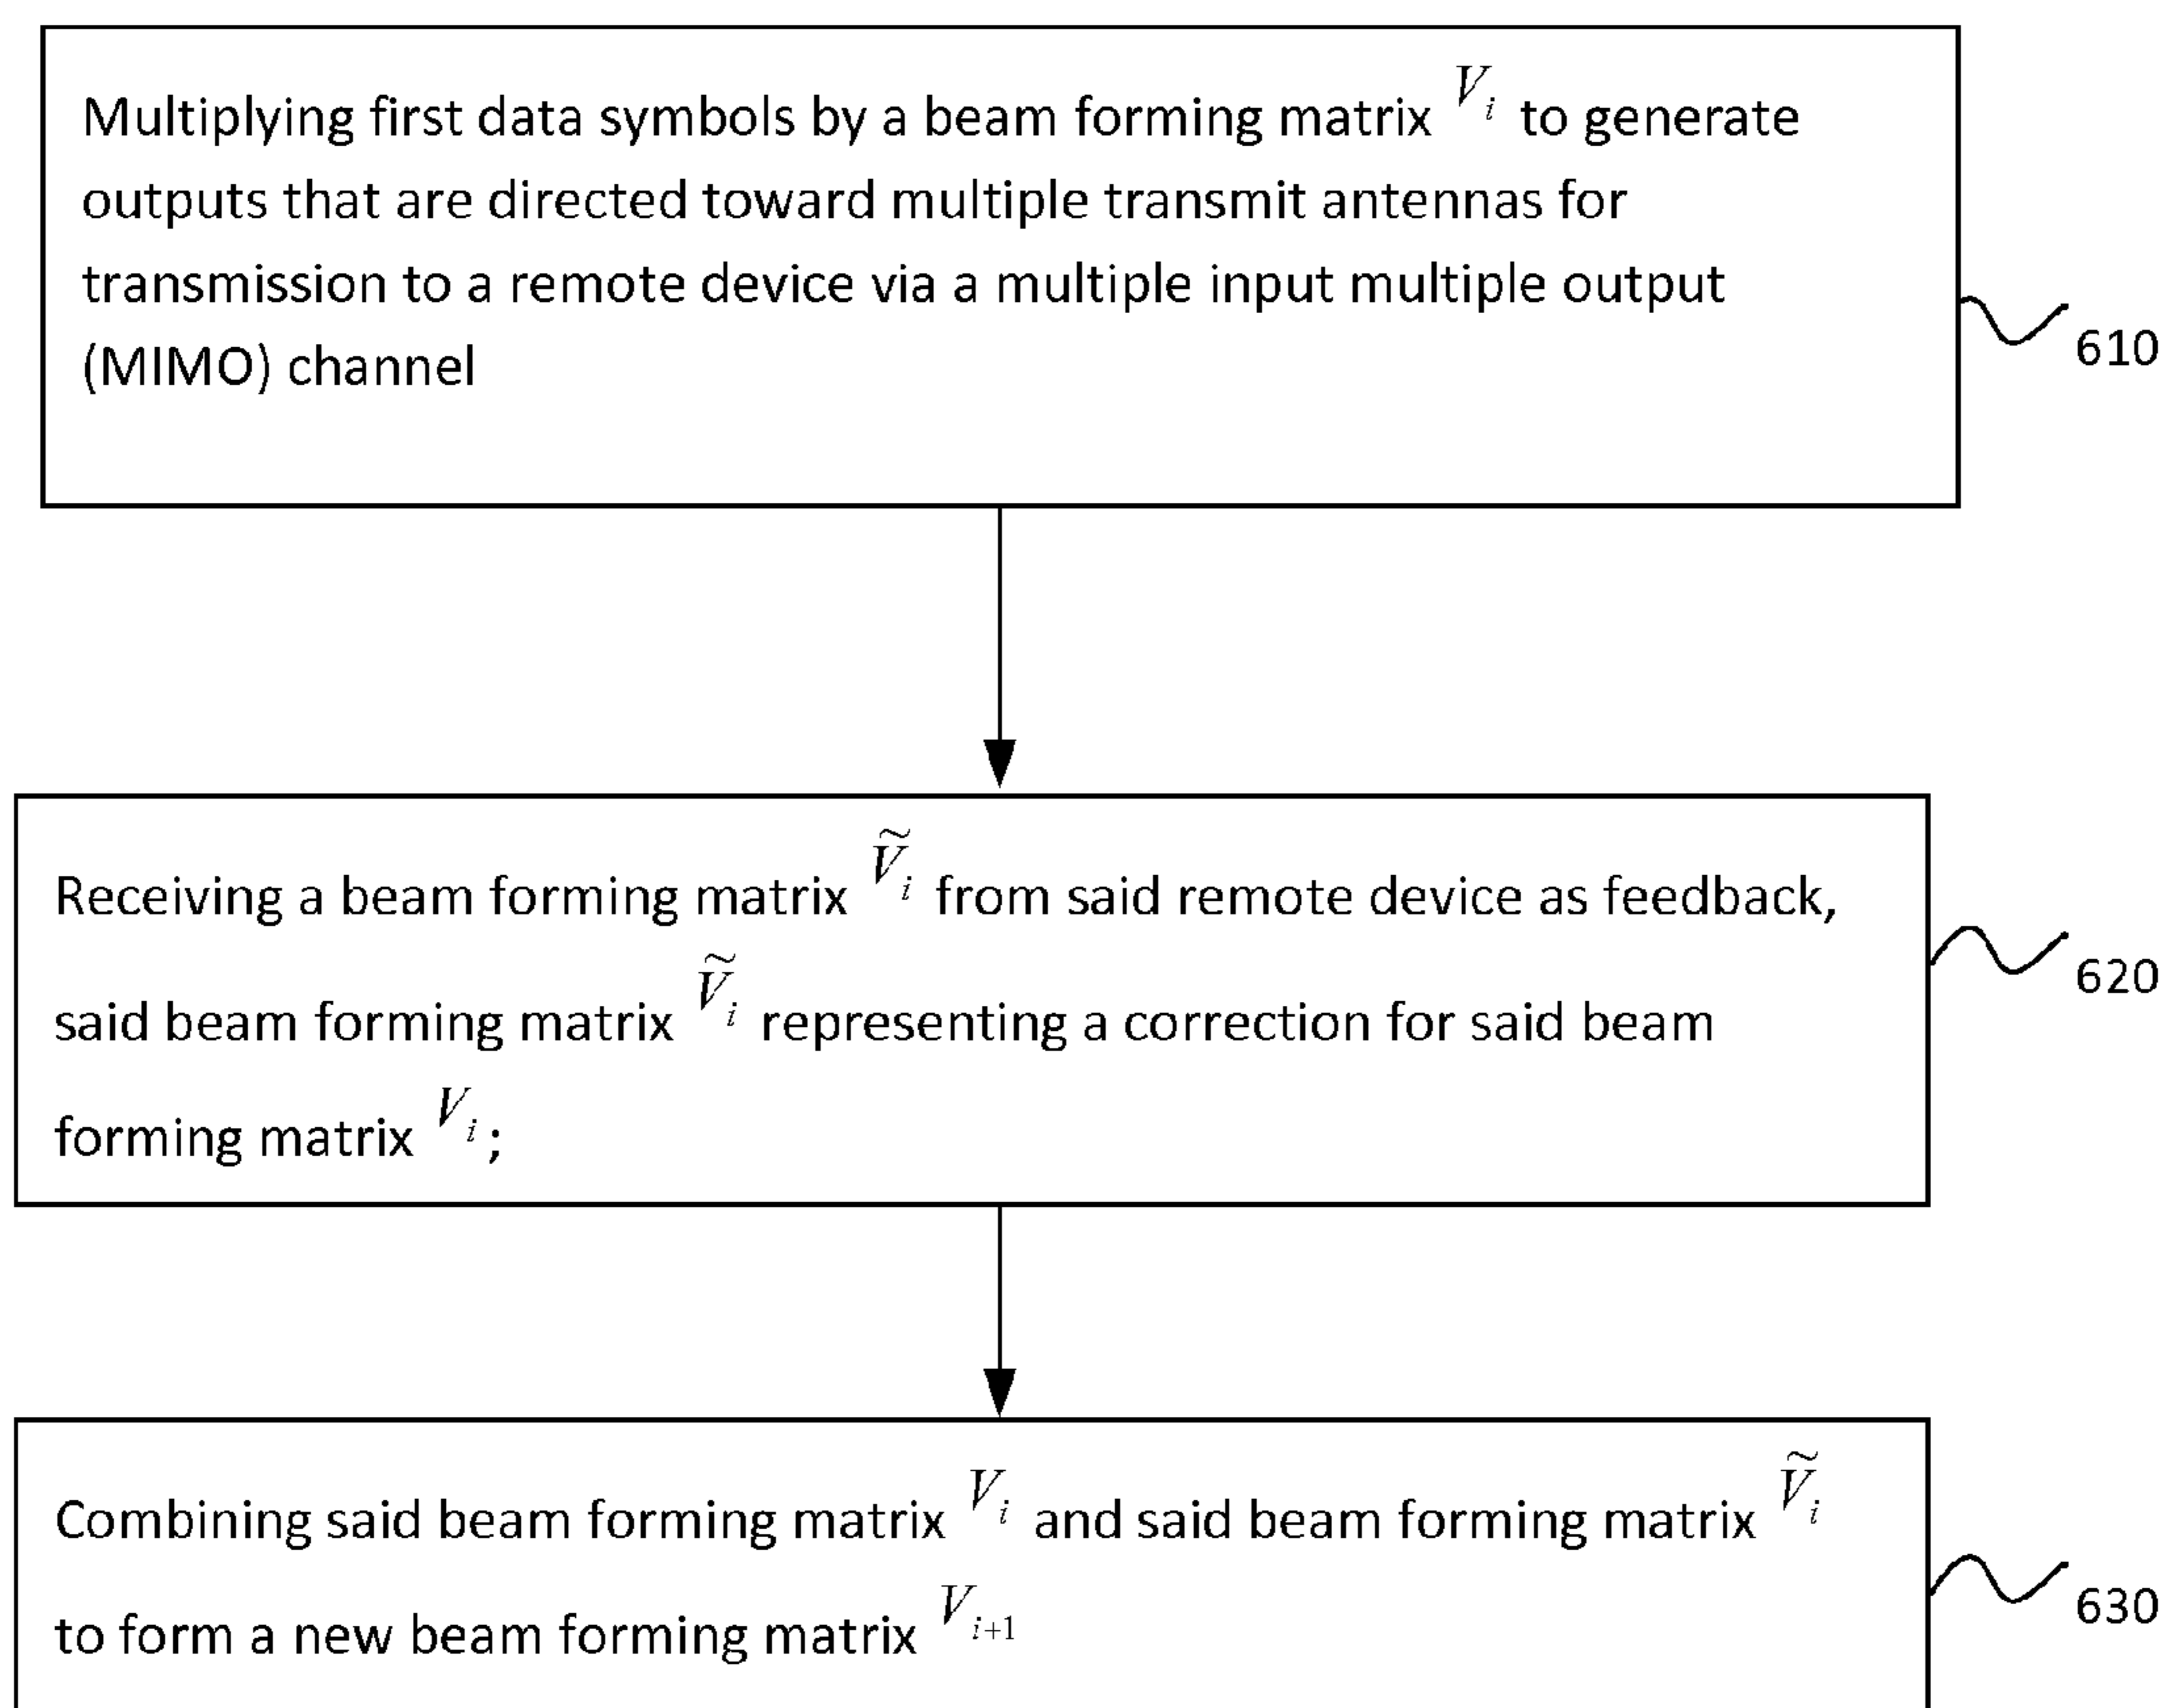 Multiplying first data symbols by a beam forming matrix V_i to generate
outputs that are directed toward multiple transmit antennas for
transmission to a remote device via a multiple input multiple output
(MIMO) channel
610
Receiving a beam forming matrix Ṽ_i from said remote device as feedback,
said beam forming matrix Ṽ_i representing a correction for said beam
forming matrix V_i;
620
Combining said beam forming matrix V_i and said beam forming matrix Ṽ_i
to form a new beam forming matrix V_{i+1}
630